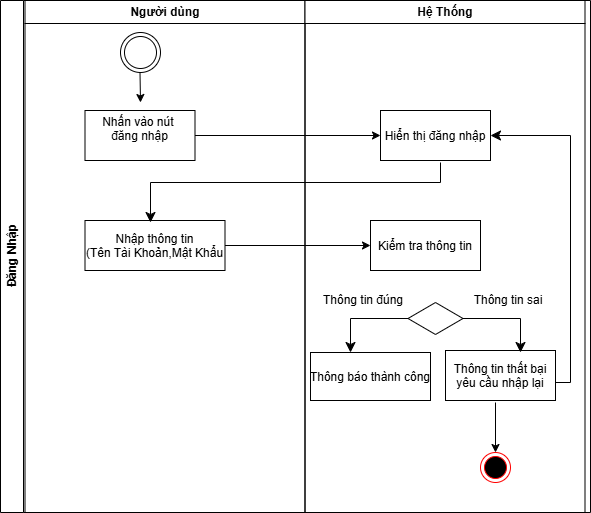 Người dùng
Hệ Thống
Đăng Nhập
Nhấn vào nút
đăng nhập
Hiển thị đăng nhập
Nhập thông tin
(Tên Tài Khoản,Mật Khẩu
Kiểm tra thông tin
Thông tin đúng
Thông tin sai
Thông báo thành công
Thông tin thất bại
yêu cầu nhập lại